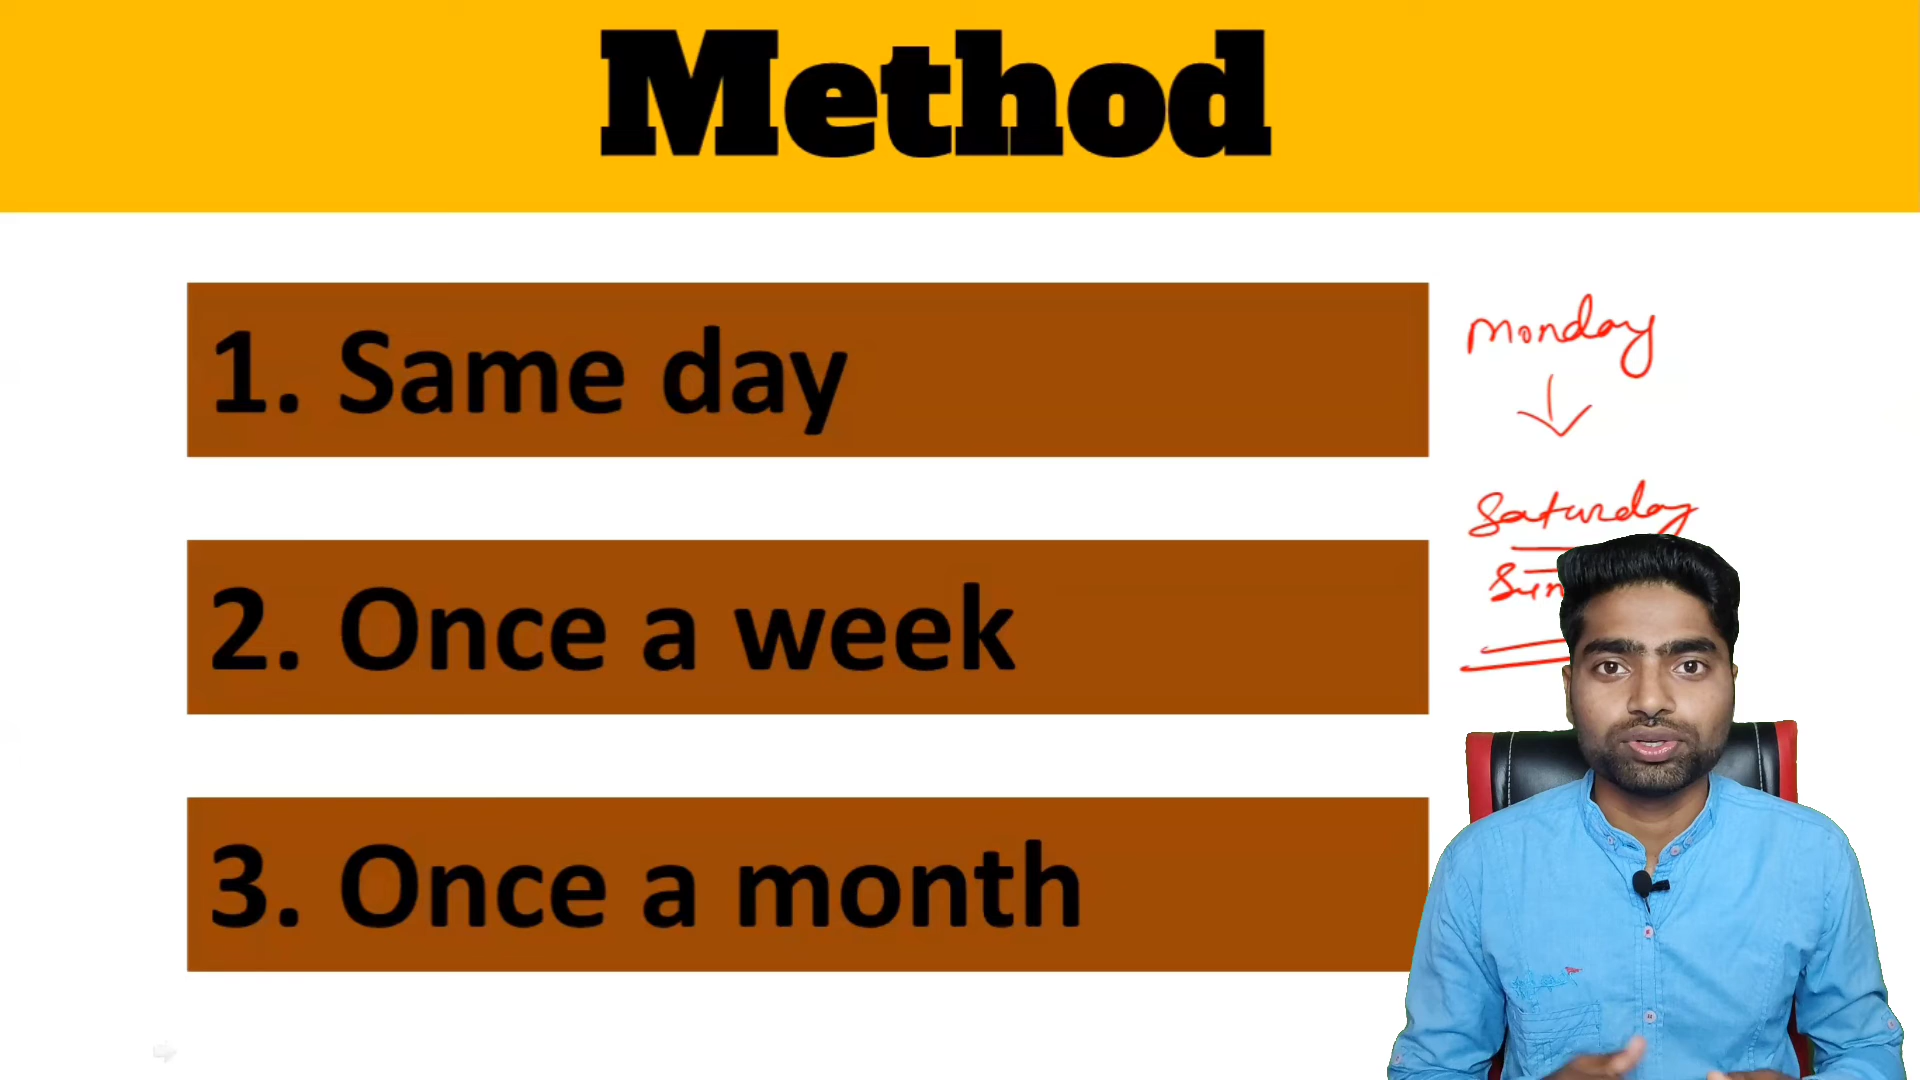 Method
1. Same day
monday
Saturday
2. Once a week
3. Once a month